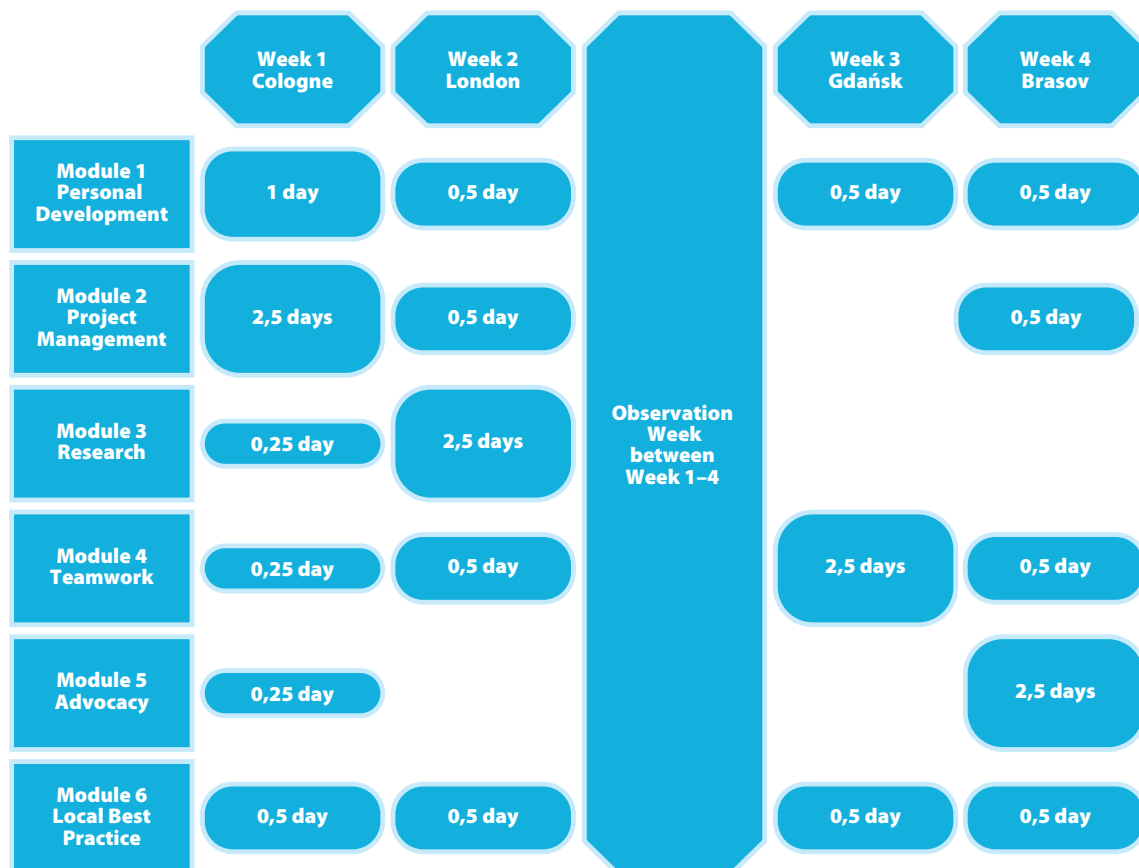 Week 1
Cologne
Week 2
London
Week 3
Gdańsk
Week 4
Brasov
Module 1
Personal
Development
1 day
0,5 day
0,5 day
0,5 day
Module 2
Project
Management
2,5 days
0,5 day
0,5 day
Module 3
Research
0,25 day
2,5 days
Observation
Week
between
Week 1–4
Module 4
Teamwork
0,25 day
0,5 day
2,5 days
0,5 day
Module 5
Advocacy
0,25 day
2,5 days
Module 6
Local Best
Practice
0,5 day
0,5 day
0,5 day
0,5 day